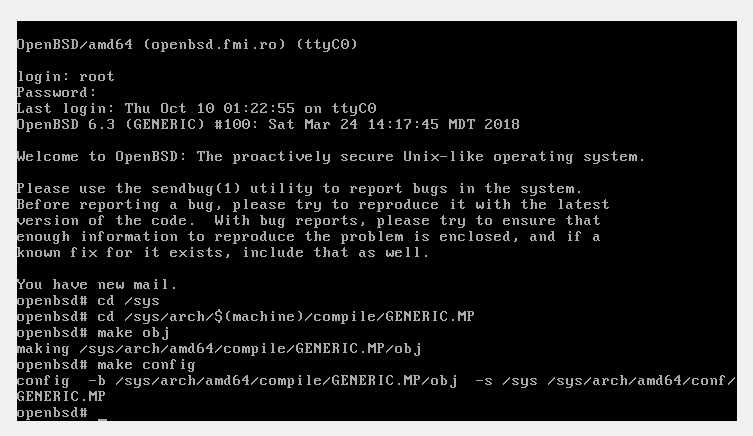 OpenBSD/amd64 (openbsd.fmi.ro) (ttyC0)
login: root
Password:
Last login: Thu Oct 10 01:22:55 on ttyC0
OpenBSD 6.3 (GENERIC) #100: Sat Mar 24 14:17:45 MDT 2018
Welcome to OpenBSD: The proactively secure Unix-like operating system.
Please use the sendbug(1) utility to report bugs in the system.
Before reporting a bug, please try to reproduce it with the latest
version of the code.  With bug reports, please try to ensure that
enough information to reproduce the problem is enclosed, and if a
known fix for it exists, include that as well.
You have new mail.
openbsd# cd /sys
openbsd# cd /sys/arch/$(machine)/compile/GENERIC.MP
openbsd# make obj
making /sys/arch/amd64/compile/GENERIC.MP/obj
openbsd# make config
config  -b /sys/arch/amd64/compile/GENERIC.MP/obj  -s /sys /sys/arch/amd64/conf/
GENERIC.MP
openbsd# _